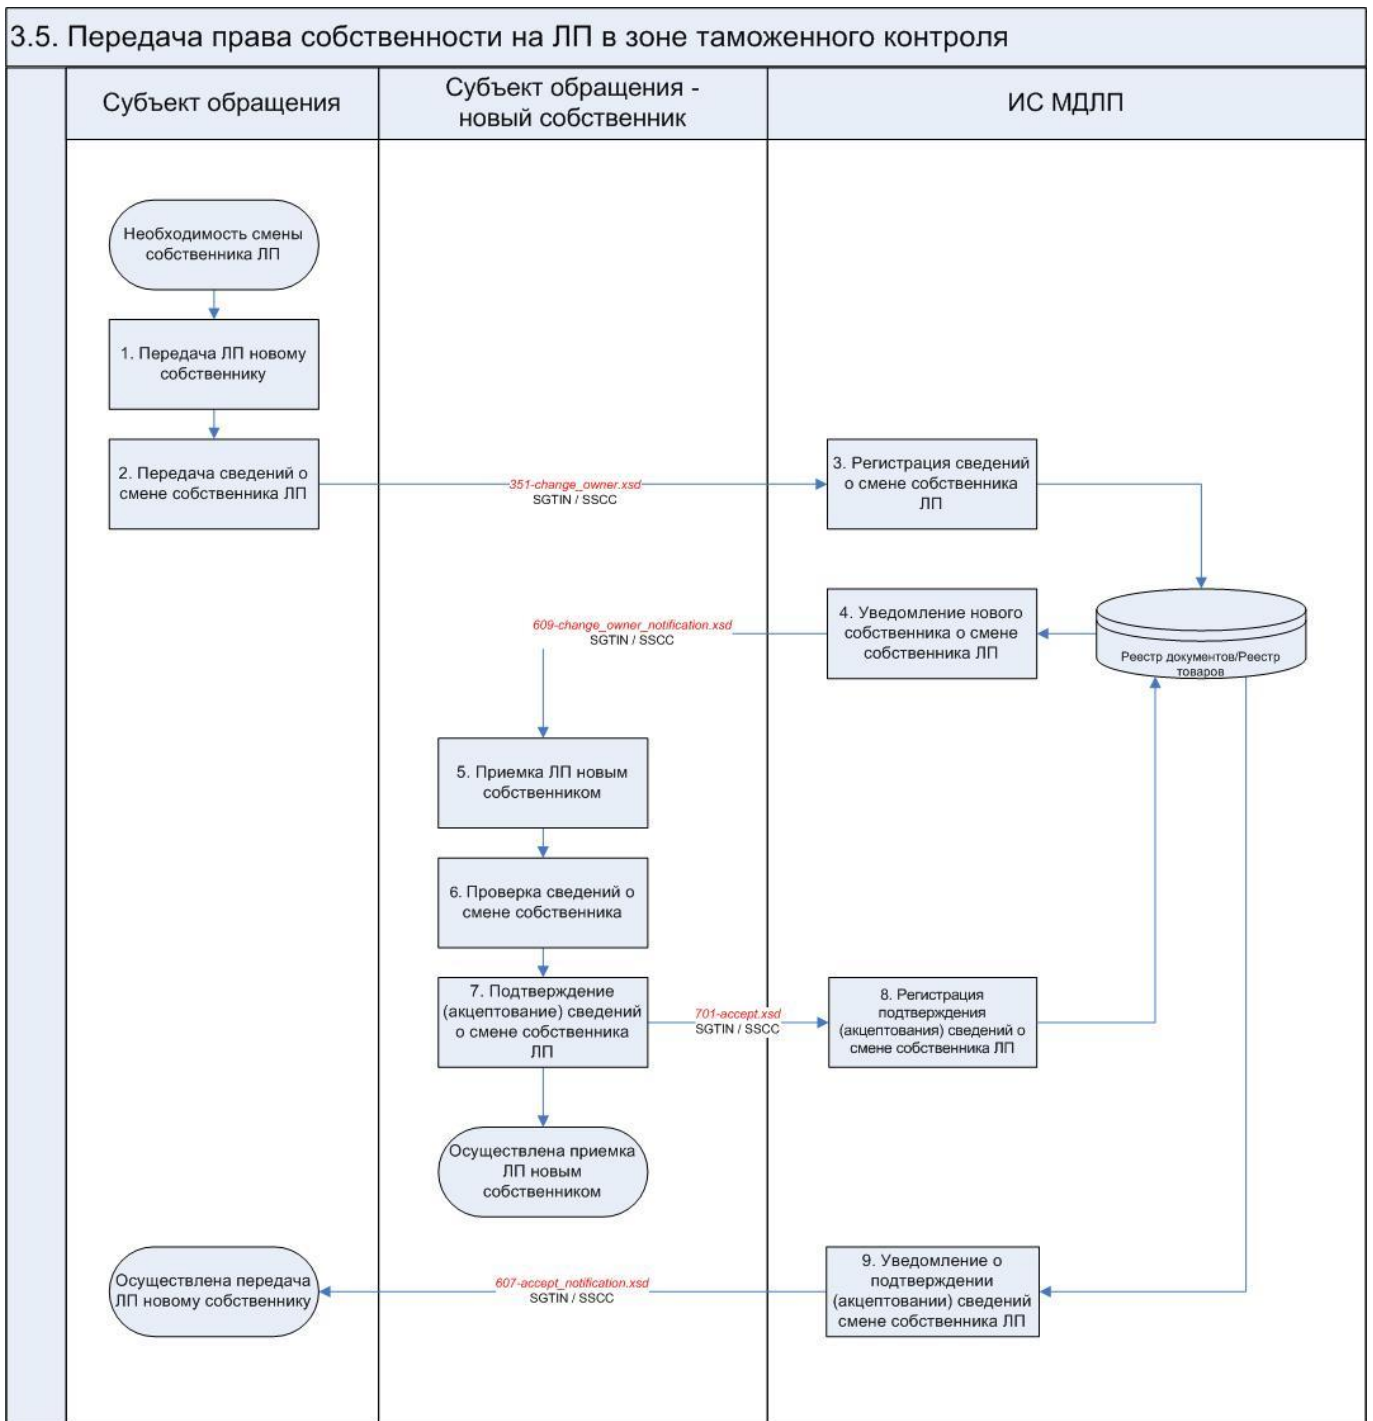 3.5. Передача права собственности на ЛП в зоне таможенного контроля
Субъект обращения
Субъект обращения -
новый собственник
ИС МДЛП
Необходимость смены
собственника ЛП
1. Передача ЛП новому
собственнику
2. Передача сведений о
смене собственника ЛП
351-change_owner.xsd
SGTIN / SSCC
3. Регистрация сведений
о смене собственника
ЛП
Реестр документов/Реестр
товаров
4. Уведомление нового
собственника о смене
собственника ЛП
609-change_owner_notification.xsd
SGTIN / SSCC
5. Приемка ЛП новым
собственником
6. Проверка сведений о
смене собственника
7. Подтверждение
(акцептование) сведений
о смене собственника
ЛП
701-accept.xsd
SGTIN / SSCC
8. Регистрация
подтверждения
(акцептования) сведений о
смене собственника ЛП
Осуществлена приемка
ЛП новым
собственником
9. Уведомление о
подтверждении
(акцептовании) сведений
смене собственника ЛП
607-accept_notification.xsd
SGTIN / SSCC
Осуществлена передача
ЛП новому собственнику